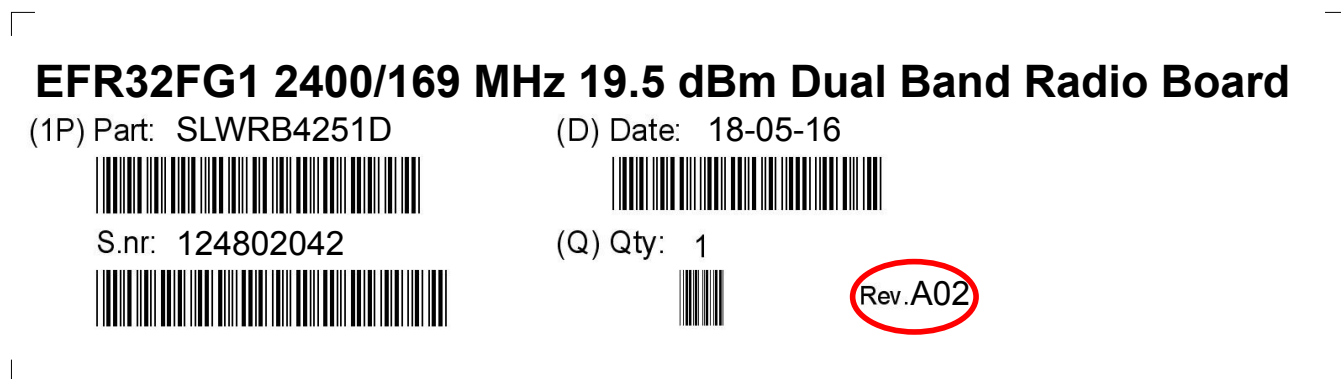 EFR32FG1 2400/169 MHz 19.5 dBm Dual Band Radio Board
(1P) Part: SLWRB4251D (D) Date: 18-05-16
S.nr: 124802042 (Q) Qty: 1
Rev.A02